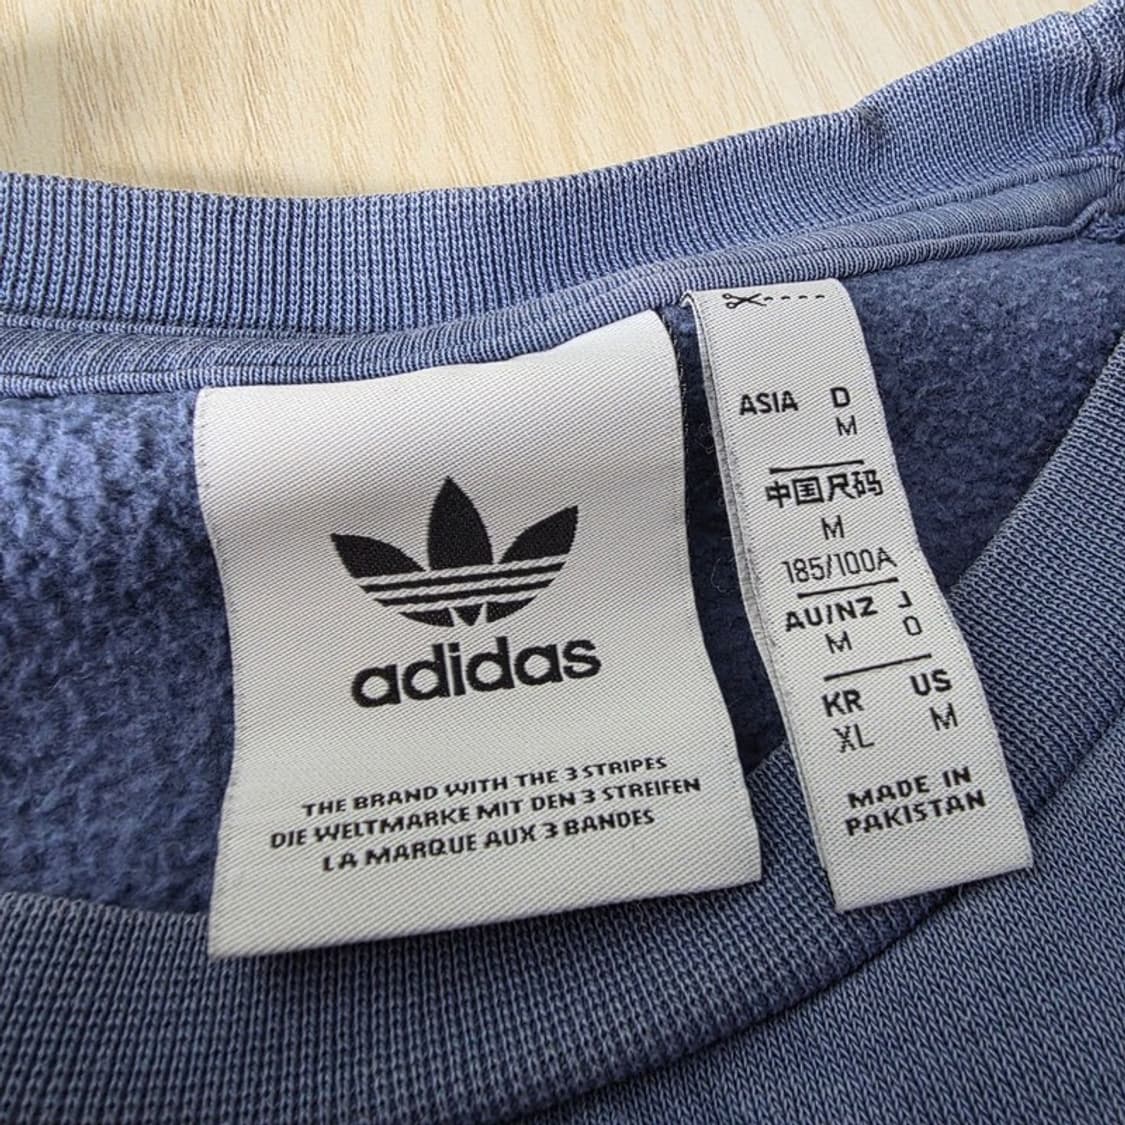 adidas
THE BRAND WITH THE 3 STRIPES
DIE WELTMARKE MIT DEN 3 STREIFEN
LA MARQUE AUX 3 BANDES
ASIA D
M
中国尺码
M
185/100A
AU/NZ J
M O
KR US
XL M
MADE IN
PAKISTAN